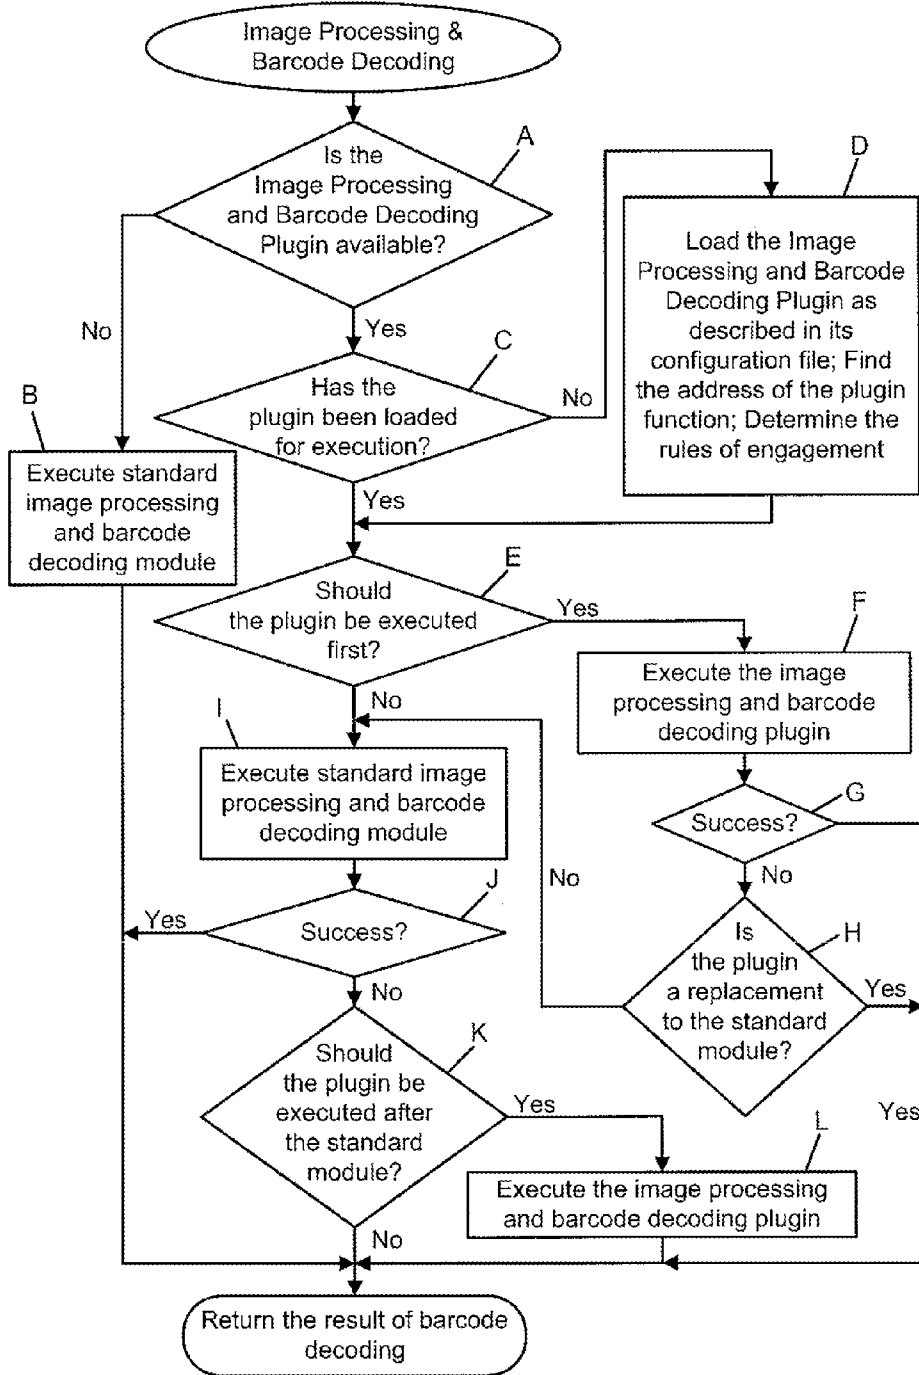 Image Processing &
Barcode Decoding
A
Is the
Image Processing
and Barcode Decoding
Plugin available?
No
Yes
D
Load the Image
Processing and Barcode
Decoding Plugin as
described in its
configuration file; Find
the address of the plugin
function; Determine the
rules of engagement
C
Has the
plugin been loaded
for execution?
No
Yes
B
Execute standard
image processing
and barcode
decoding module
E
Should
the plugin be executed
first?
Yes
No
F
Execute the image
processing and barcode
decoding plugin
I
Execute standard image
processing and barcode
decoding module
G
Success?
No
No
J
Success?
Yes
No
H
Is
the plugin
a replacement
to the standard
module?
Yes
K
Should
the plugin be
executed after
the standard
module?
Yes
No
Yes
L
Execute the image processing
and barcode decoding plugin
Return the result of barcode
decoding